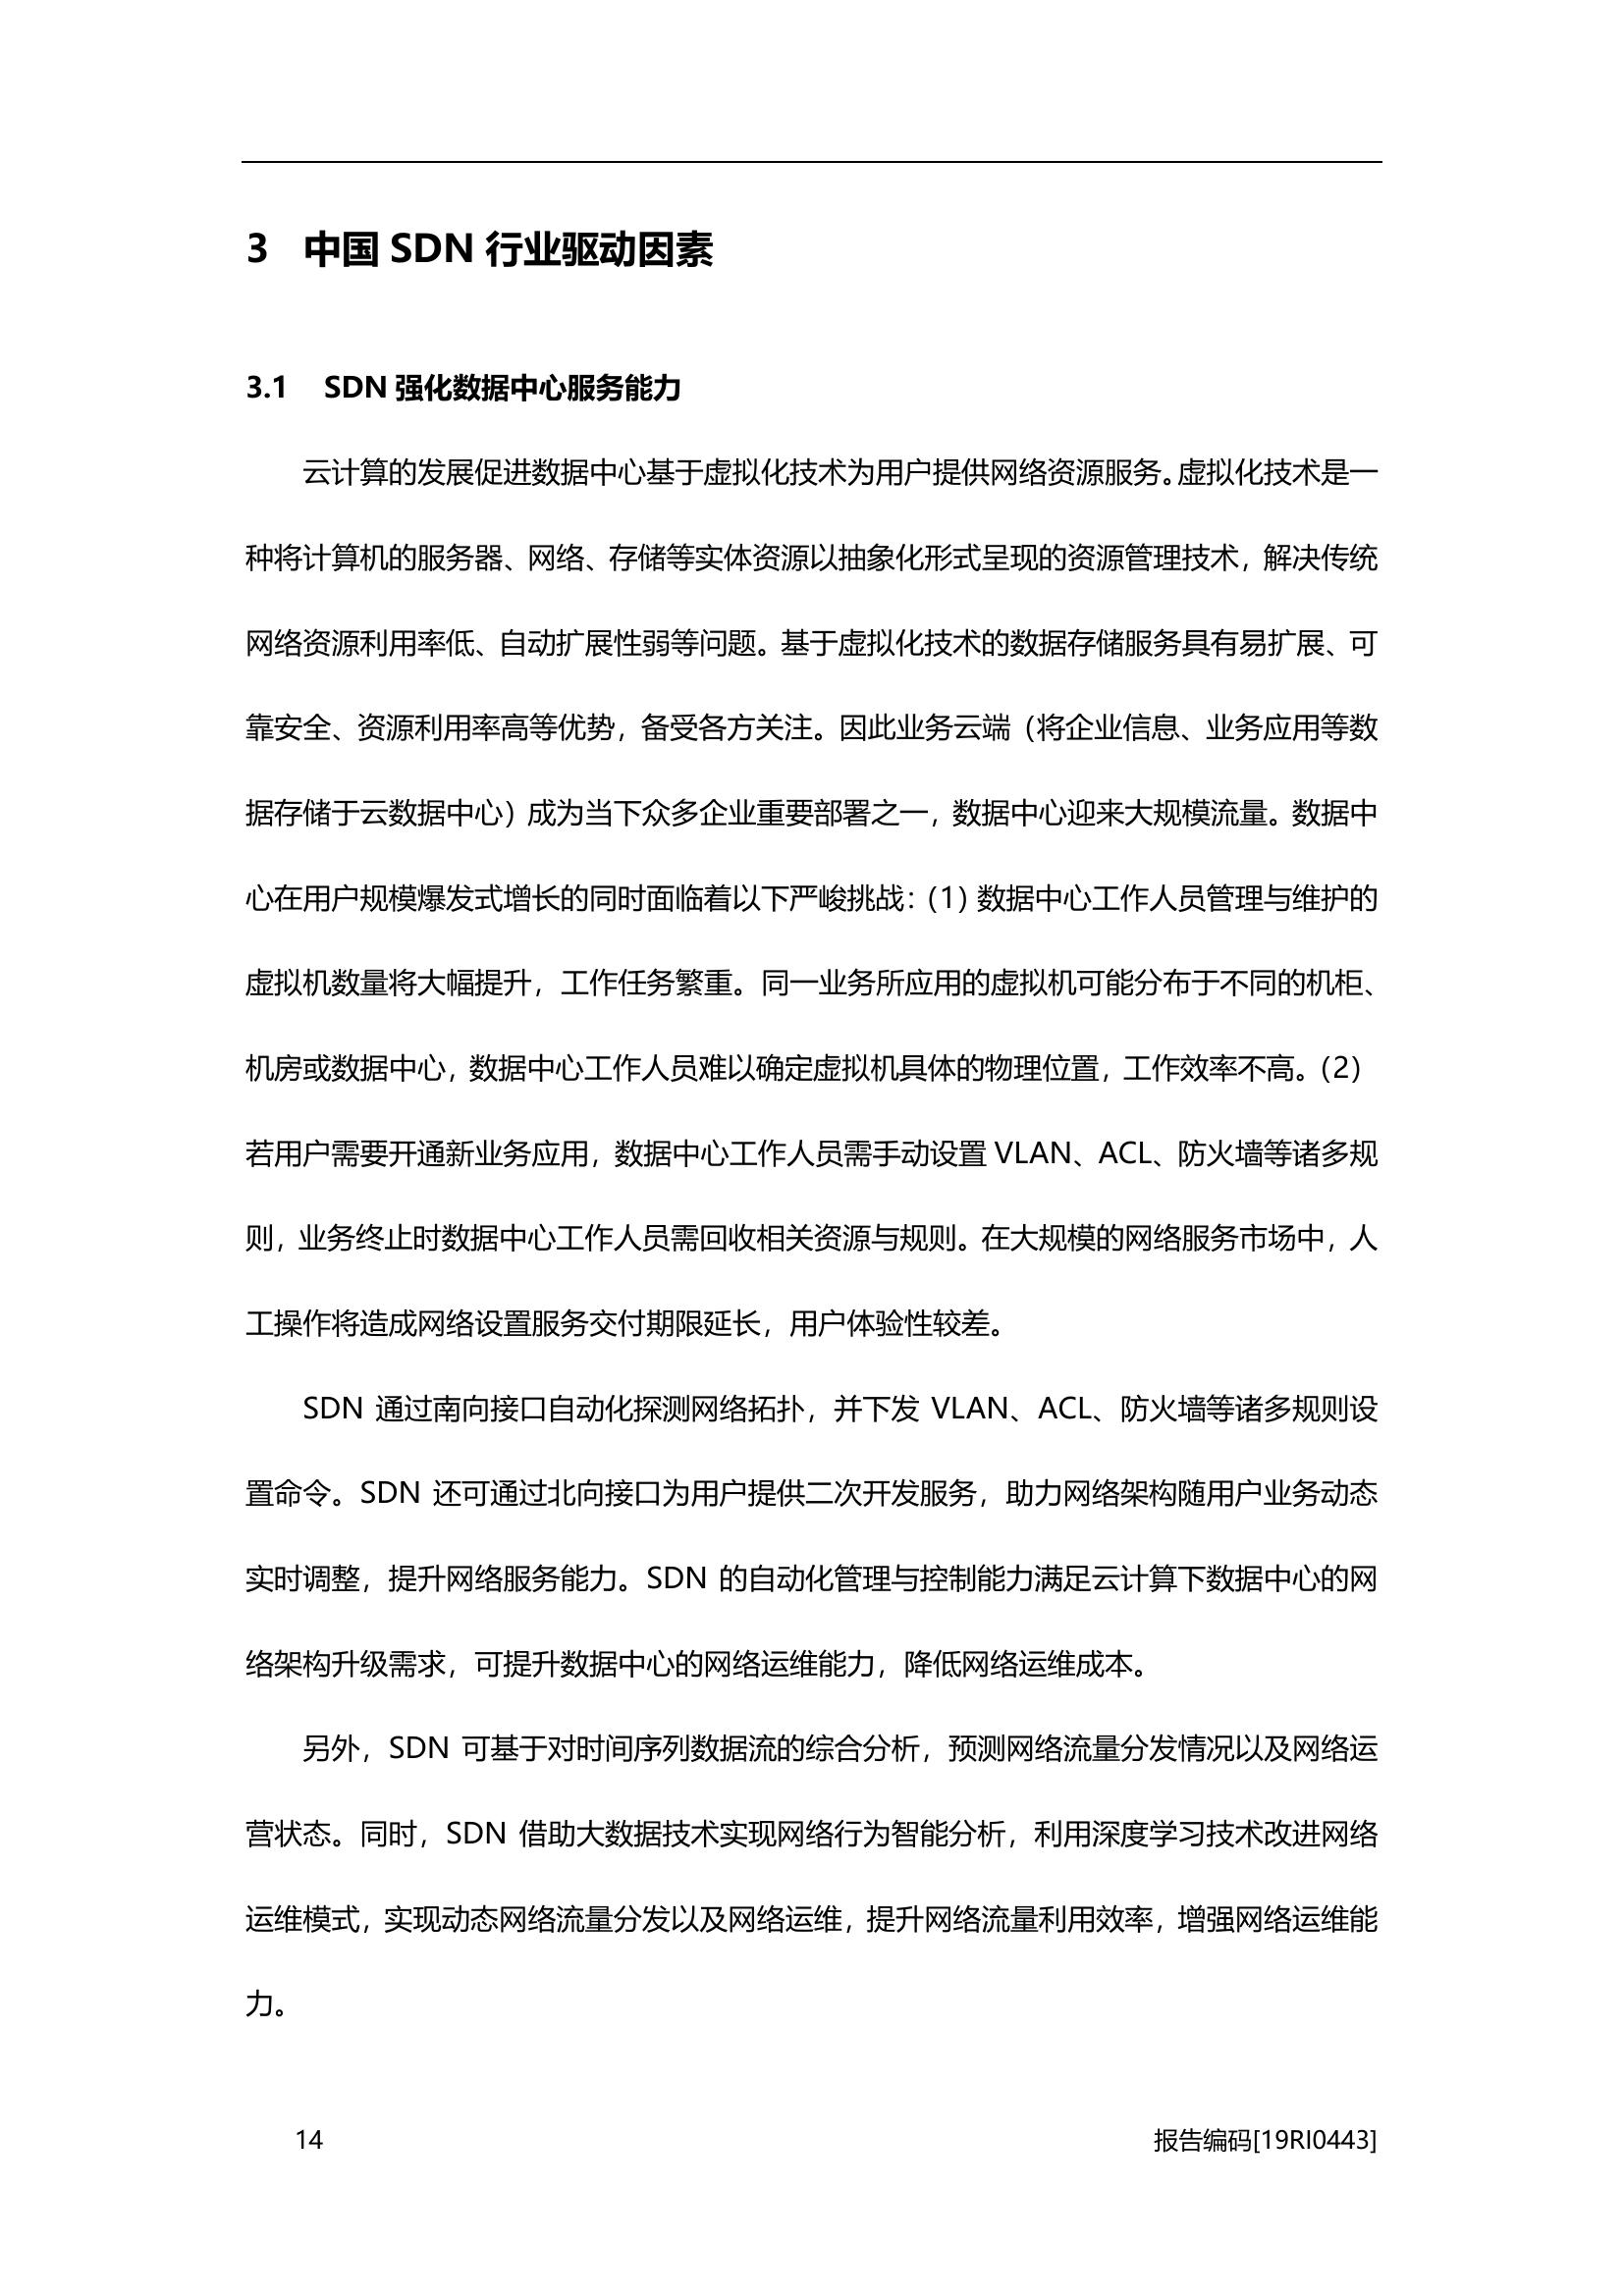 3 中国 SDN 行业驱动因素
3.1 SDN 强化数据中心服务能力
云计算的发展促进数据中心基于虚拟化技术为用户提供网络资源服务。虚拟化技术是一
种将计算机的服务器、网络、存储等实体资源以抽象化形式呈现的资源管理技术，解决传统
网络资源利用率低、自动扩展性弱等问题。基于虚拟化技术的数据存储服务具有易扩展、可
靠安全、资源利用率高等优势，备受各方关注。因此业务云端（将企业信息、业务应用等数
据存储于云数据中心）成为当下众多企业重要部署之一，数据中心迎来大规模流量。数据中
心在用户规模爆发式增长的同时面临着以下严峻挑战：（1）数据中心工作人员管理与维护的
虚拟机数量将大幅提升，工作任务繁重。同一业务所应用的虚拟机可能分布于不同的机柜、
机房或数据中心，数据中心工作人员难以确定虚拟机具体的物理位置，工作效率不高。（2）
若用户需要开通新业务应用，数据中心工作人员需手动设置 VLAN、ACL、防火墙等诸多规
则，业务终止时数据中心工作人员需回收相关资源与规则。在大规模的网络服务市场中，人
工操作将造成网络设置服务交付期限延长，用户体验性较差。
SDN 通过南向接口自动化探测网络拓扑，并下发 VLAN、ACL、防火墙等诸多规则设
置命令。SDN 还可通过北向接口为用户提供二次开发服务，助力网络架构随用户业务动态
实时调整，提升网络服务能力。SDN 的自动化管理与控制能力满足云计算下数据中心的网
络架构升级需求，可提升数据中心的网络运维能力，降低网络运维成本。
另外，SDN 可基于对时间序列数据流的综合分析，预测网络流量分发情况以及网络运
营状态。同时，SDN 借助大数据技术实现网络行为智能分析，利用深度学习技术改进网络
运维模式，实现动态网络流量分发以及网络运维，提升网络流量利用效率，增强网络运维能
力。
14 报告编码[19RI0443]